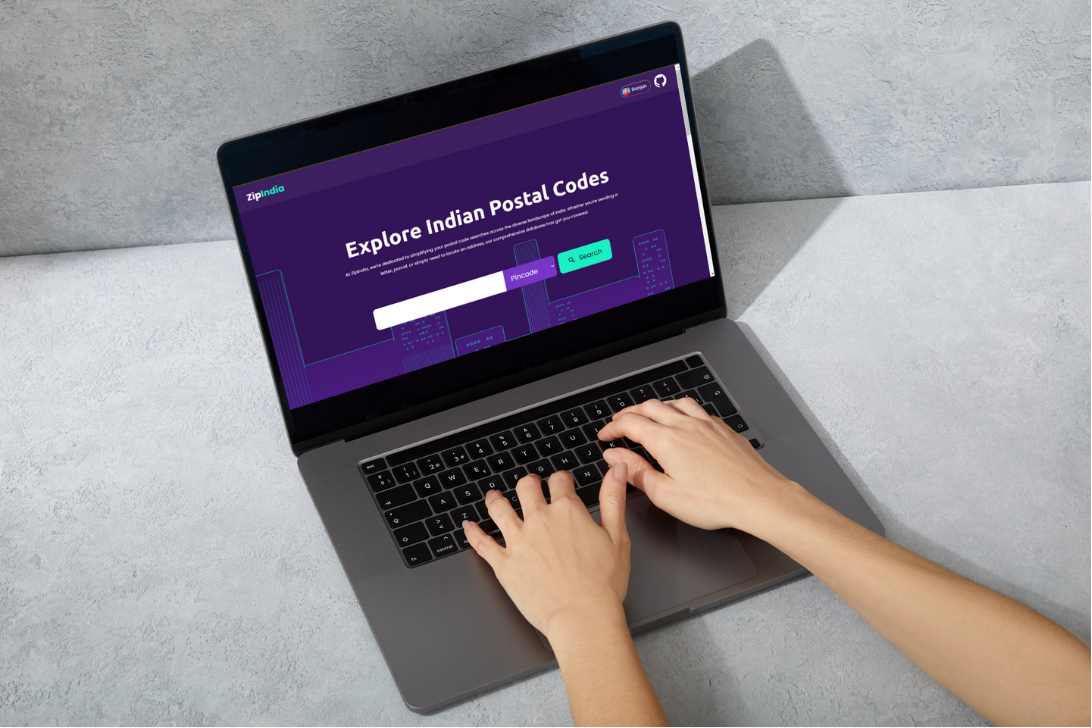 ZipIndia
Explore Indian Postal Codes
At ZipIndia, we're dedicated to simplifying your postal code searches across the diverse landscape of India. Whether you're sending a
letter, parcel, or simply need to locate an address, our comprehensive database has got you covered.
Pincode
Search
esc
Q W E R T Y U
A S D F G H K
Z C N
fn